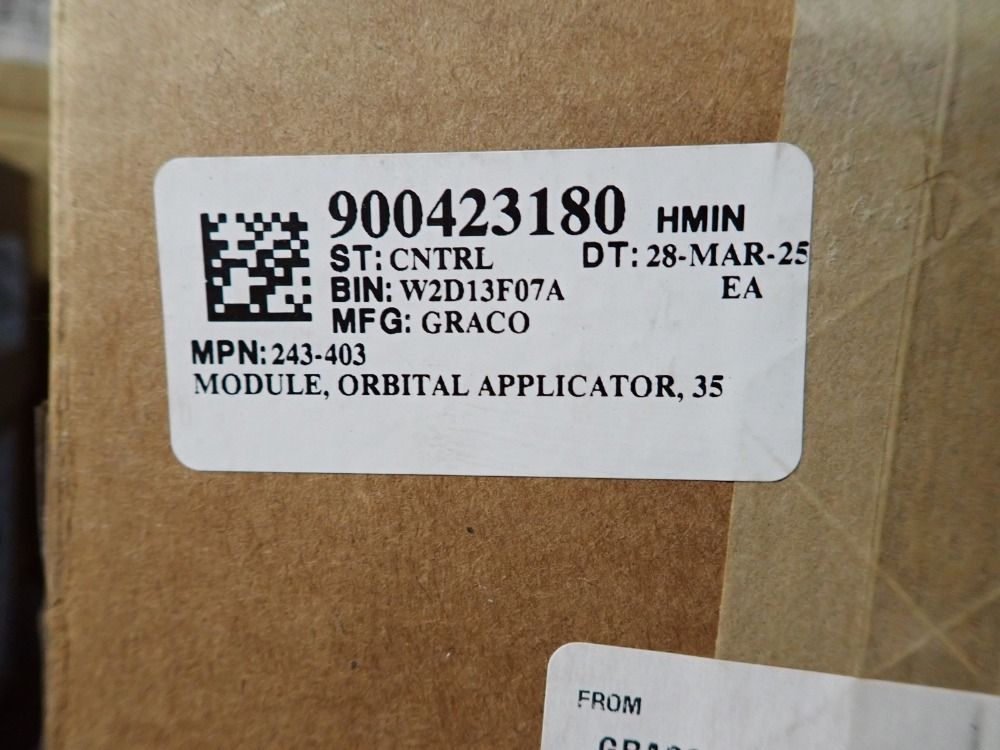 900423180 HMIN
ST: CNTRL DT: 28-MAR-25
BIN: W2D13F07A EA
MFG: GRACO
MPN: 243-403
MODULE, ORBITAL APPLICATOR, 35
FROM